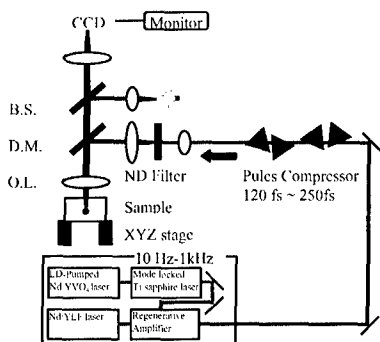 CCD
Monitor
B.S.
D.M.
O.L.
ND Filter
Pules Compressor
120 fs ~ 250fs
Sample
XYZ stage
10 Hz-1kHz
LD-Pumped
Nd:YVO₄ laser
Mode locked
Ti sapphire laser
Nd:YLF laser
Regenerative
Amplifier